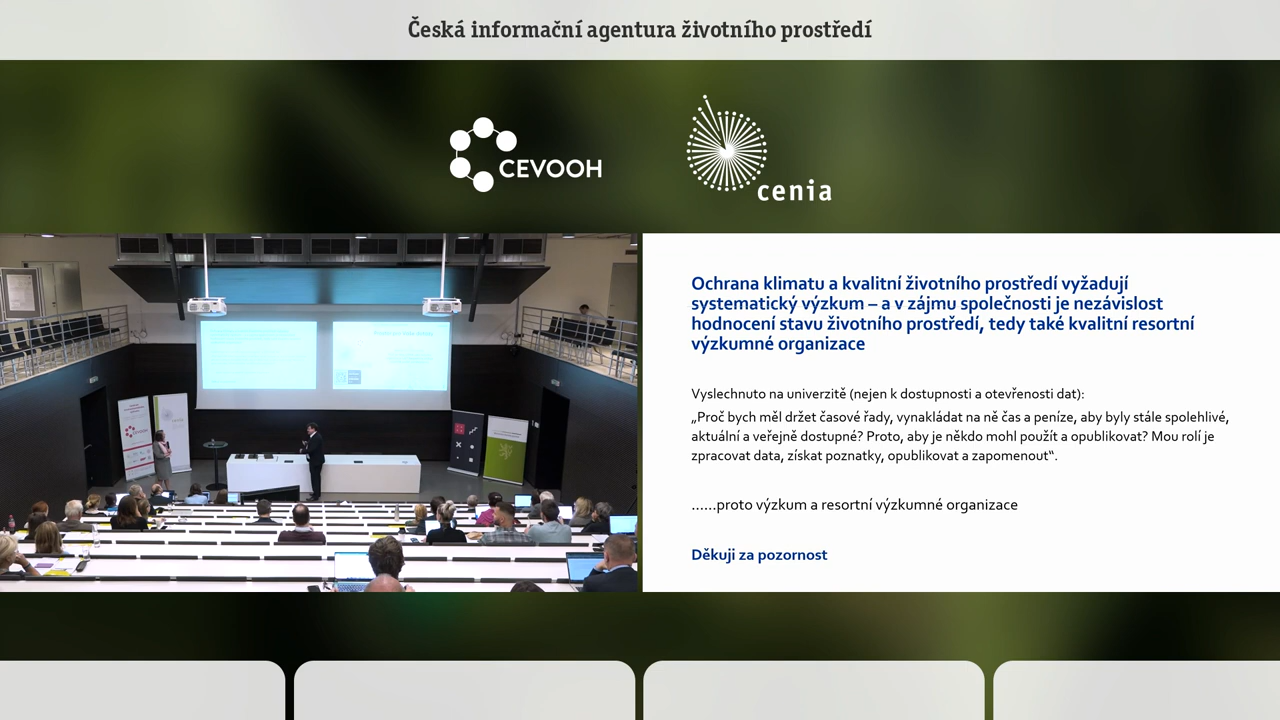 Česká informační agentura životního prostředí
CEVOOH
cenia
Ochrana klimatu a kvalitní životního prostředí vyžadují
systematický výzkum – a v zájmu společnosti je nezávislost
hodnocení stavu životního prostředí, tedy také kvalitní resortní
výzkumné organizace
Vyslechnuto na univerzitě (nejen k dostupnosti a otevřenosti dat):
„Proč bych měl držet časové řady, vynakládat na ně čas a peníze, aby byly stále spolehlivé,
aktuální a veřejně dostupné? Proto, aby je někdo mohl použít a opublikovat? Mou rolí je
zpracovat data, získat poznatky, opublikovat a zapomenout“.
......proto výzkum a resortní výzkumné organizace
Děkuji za pozornost